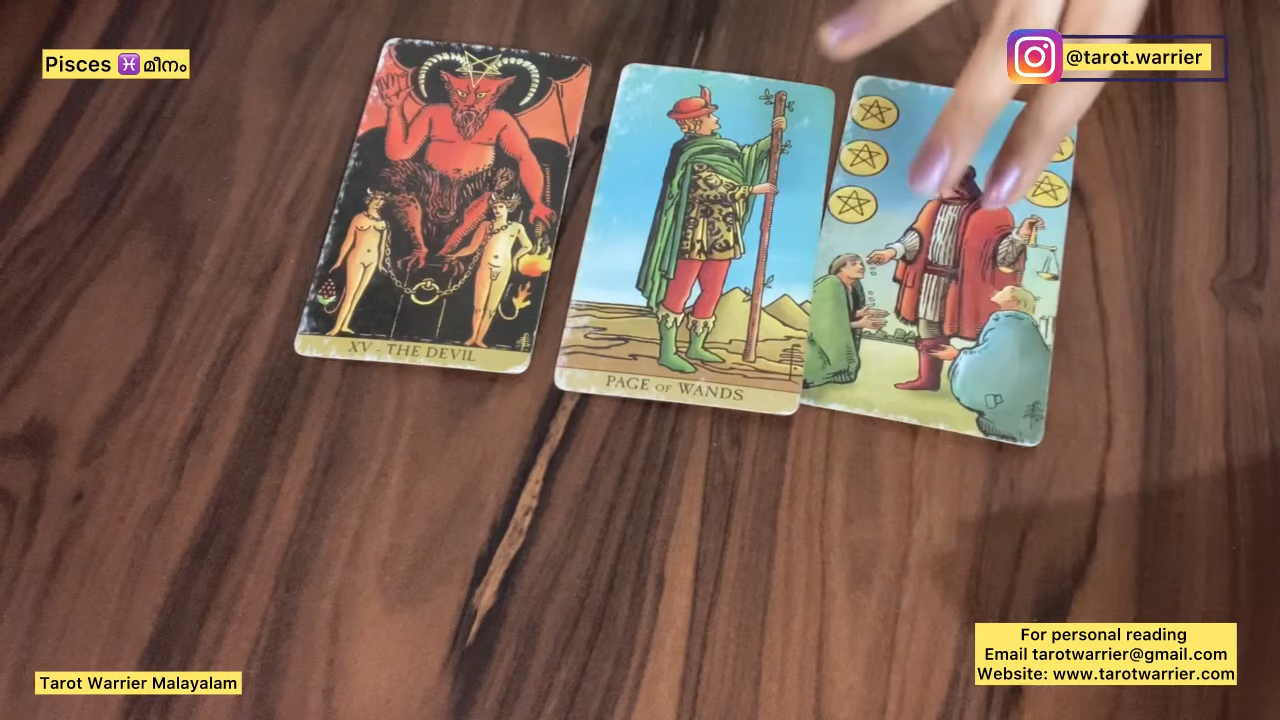 Pisces ♓ മീനം
@tarot.warrier
XV - THE DEVIL
PAGE OF WANDS
For personal reading
Email tarotwarrier@gmail.com
Website: www.tarotwarrier.com
Tarot Warrier Malayalam